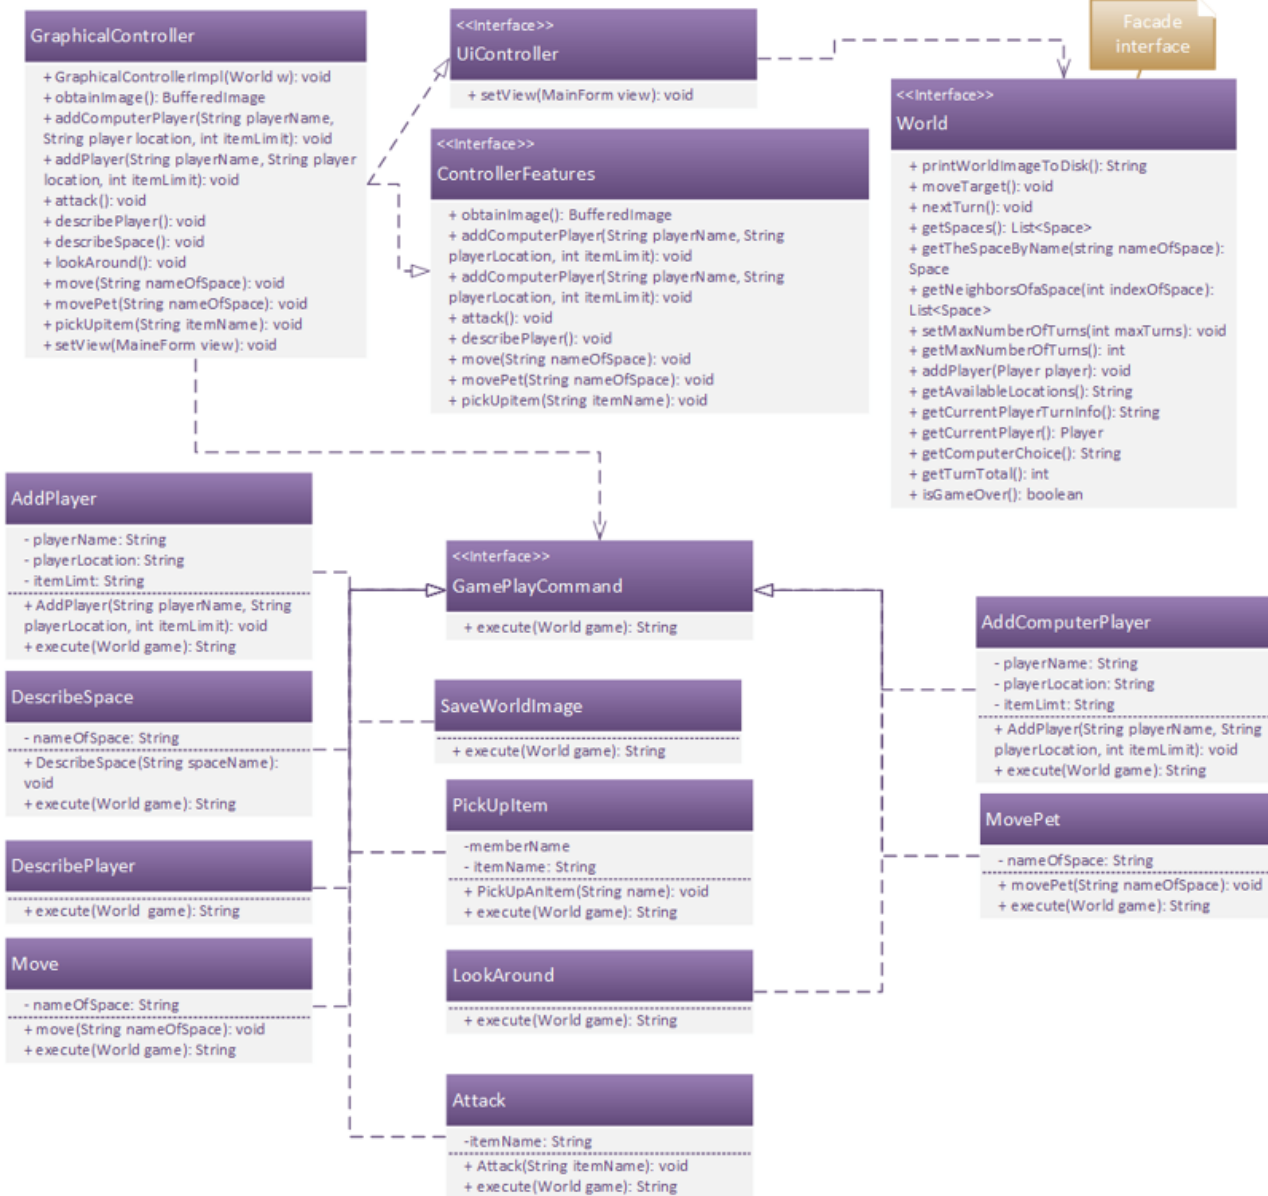 GraphicalController
+ GraphicalControllerImpl(World w): void
+ obtainImage(): BufferedImage
+ addComputerPlayer(String playerName,
String player location, int itemLimit): void
+ addPlayer(String playerName, String player
location, int itemLimit): void
+ attack(): void
+ describePlayer(): void
+ describeSpace(): void
+ lookAround(): void
+ move(String nameOfSpace): void
+ movePet(String nameOfSpace): void
+ pickUpitem(String itemName): void
+ setView(MaineForm view): void
<<Interface>>
UiController
+ setView(MainForm view): void
<<Interface>>
ControllerFeatures
+ obtainImage(): BufferedImage
+ addComputerPlayer(String playerName, String
playerLocation, int itemLimit): void
+ addComputerPlayer(String playerName, String
playerLocation, int itemLimit): void
+ attack(): void
+ describePlayer(): void
+ move(String nameOfSpace): void
+ movePet(String nameOfSpace): void
+ pickUpitem(String itemName): void
Facade
interface
<<Interface>>
World
+ printWorldImageToDisk(): String
+ moveTarget(): void
+ nextTurn(): void
+ getSpaces(): List<Space>
+ getTheSpaceByName(string nameOfSpace):
Space
+ getNeighborsOfaSpace(int indexOfSpace):
List<Space>
+ setMaxNumberOfTurns(int maxTurns): void
+ getMaxNumberOfTurns: int
+ addPlayer(Player player): void
+ getAvailableLocations(): String
+ getCurrentPlayerTurnInfo(): String
+ getCurrentPlayer(): Player
+ getComputerChoice(): String
+ getTurnTotal(): int
+ isGameOver(): boolean
AddPlayer
- playerName: String
- playerLocation: String
- itemLimt: String
+ AddPlayer(String playerName, String
playerLocation, int itemLimit): void
+ execute(World game): String
DescribeSpace
- nameOfSpace: String
+ DescribeSpace(String spaceName):
void
+ execute(World game): String
DescribePlayer
+ execute(World game): String
Move
- nameOfSpace: String
+ move(String nameOfSpace): void
+ execute(World game): String
<<Interface>>
GamePlayCommand
+ execute(World game): String
SaveWorldImage
+ execute(World game): String
PickUpItem
-memberName
- itemName: String
+ PickUpAnItem(String name): void
+ execute(World game): String
LookAround
+ execute(World game): String
Attack
-itemName: String
+ Attack(String itemName): void
+ execute(World game): String
AddComputerPlayer
- playerName: String
- playerLocation: String
- itemLimt: String
+ AddPlayer(String playerName, String
playerLocation, int itemLimit): void
+ execute(World game): String
MovePet
- nameOfSpace: String
+ movePet(String nameOfSpace): void
+ execute(World game): String